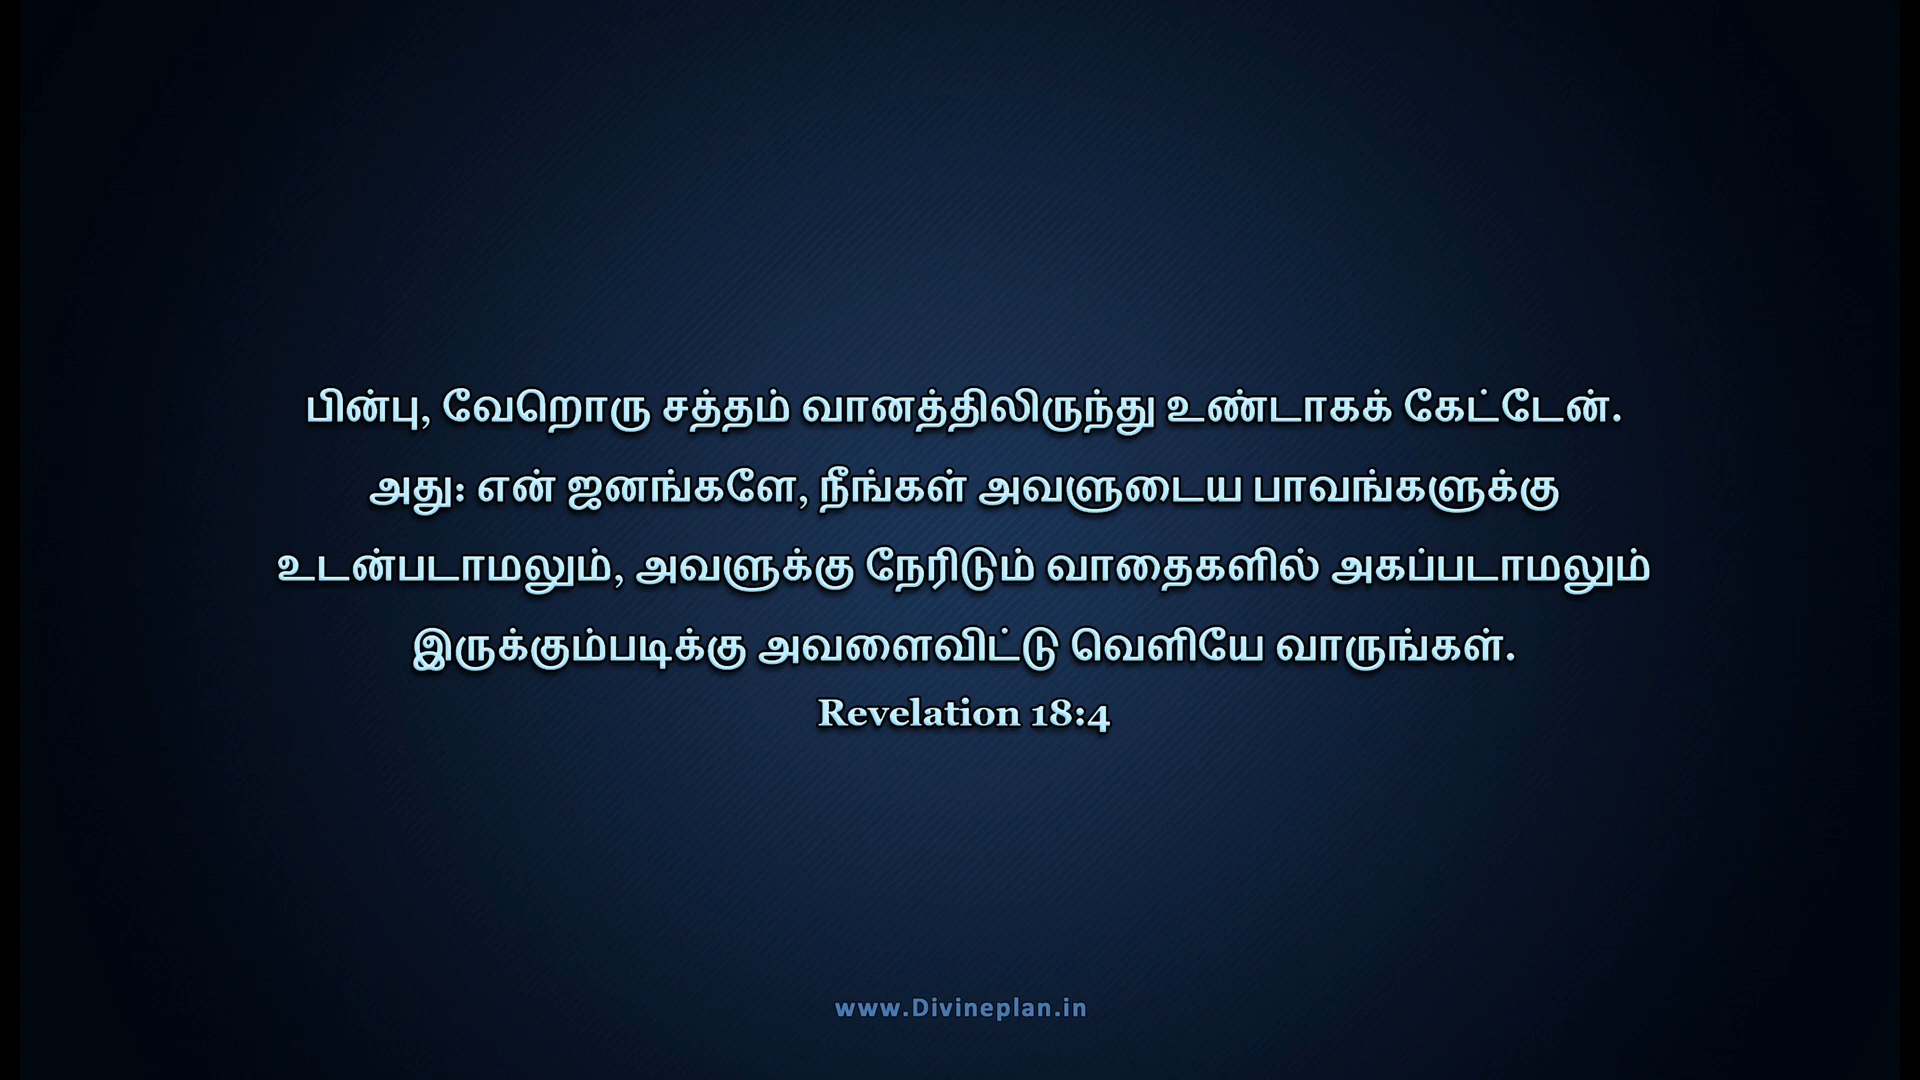 பின்பு, வேறொரு சத்தம் வானத்திலிருந்து உண்டாகக் கேட்டேன்.
அது: என் ஜனங்களே, நீங்கள் அவளுடைய பாவங்களுக்கு
உடன்படாமலும், அவளுக்கு நேரிடும் வாதைகளில் அகப்படாமலும்
இருக்கும்படிக்கு அவளைவிட்டு வெளியே வாருங்கள்.
Revelation 18:4
www.Divineplan.in